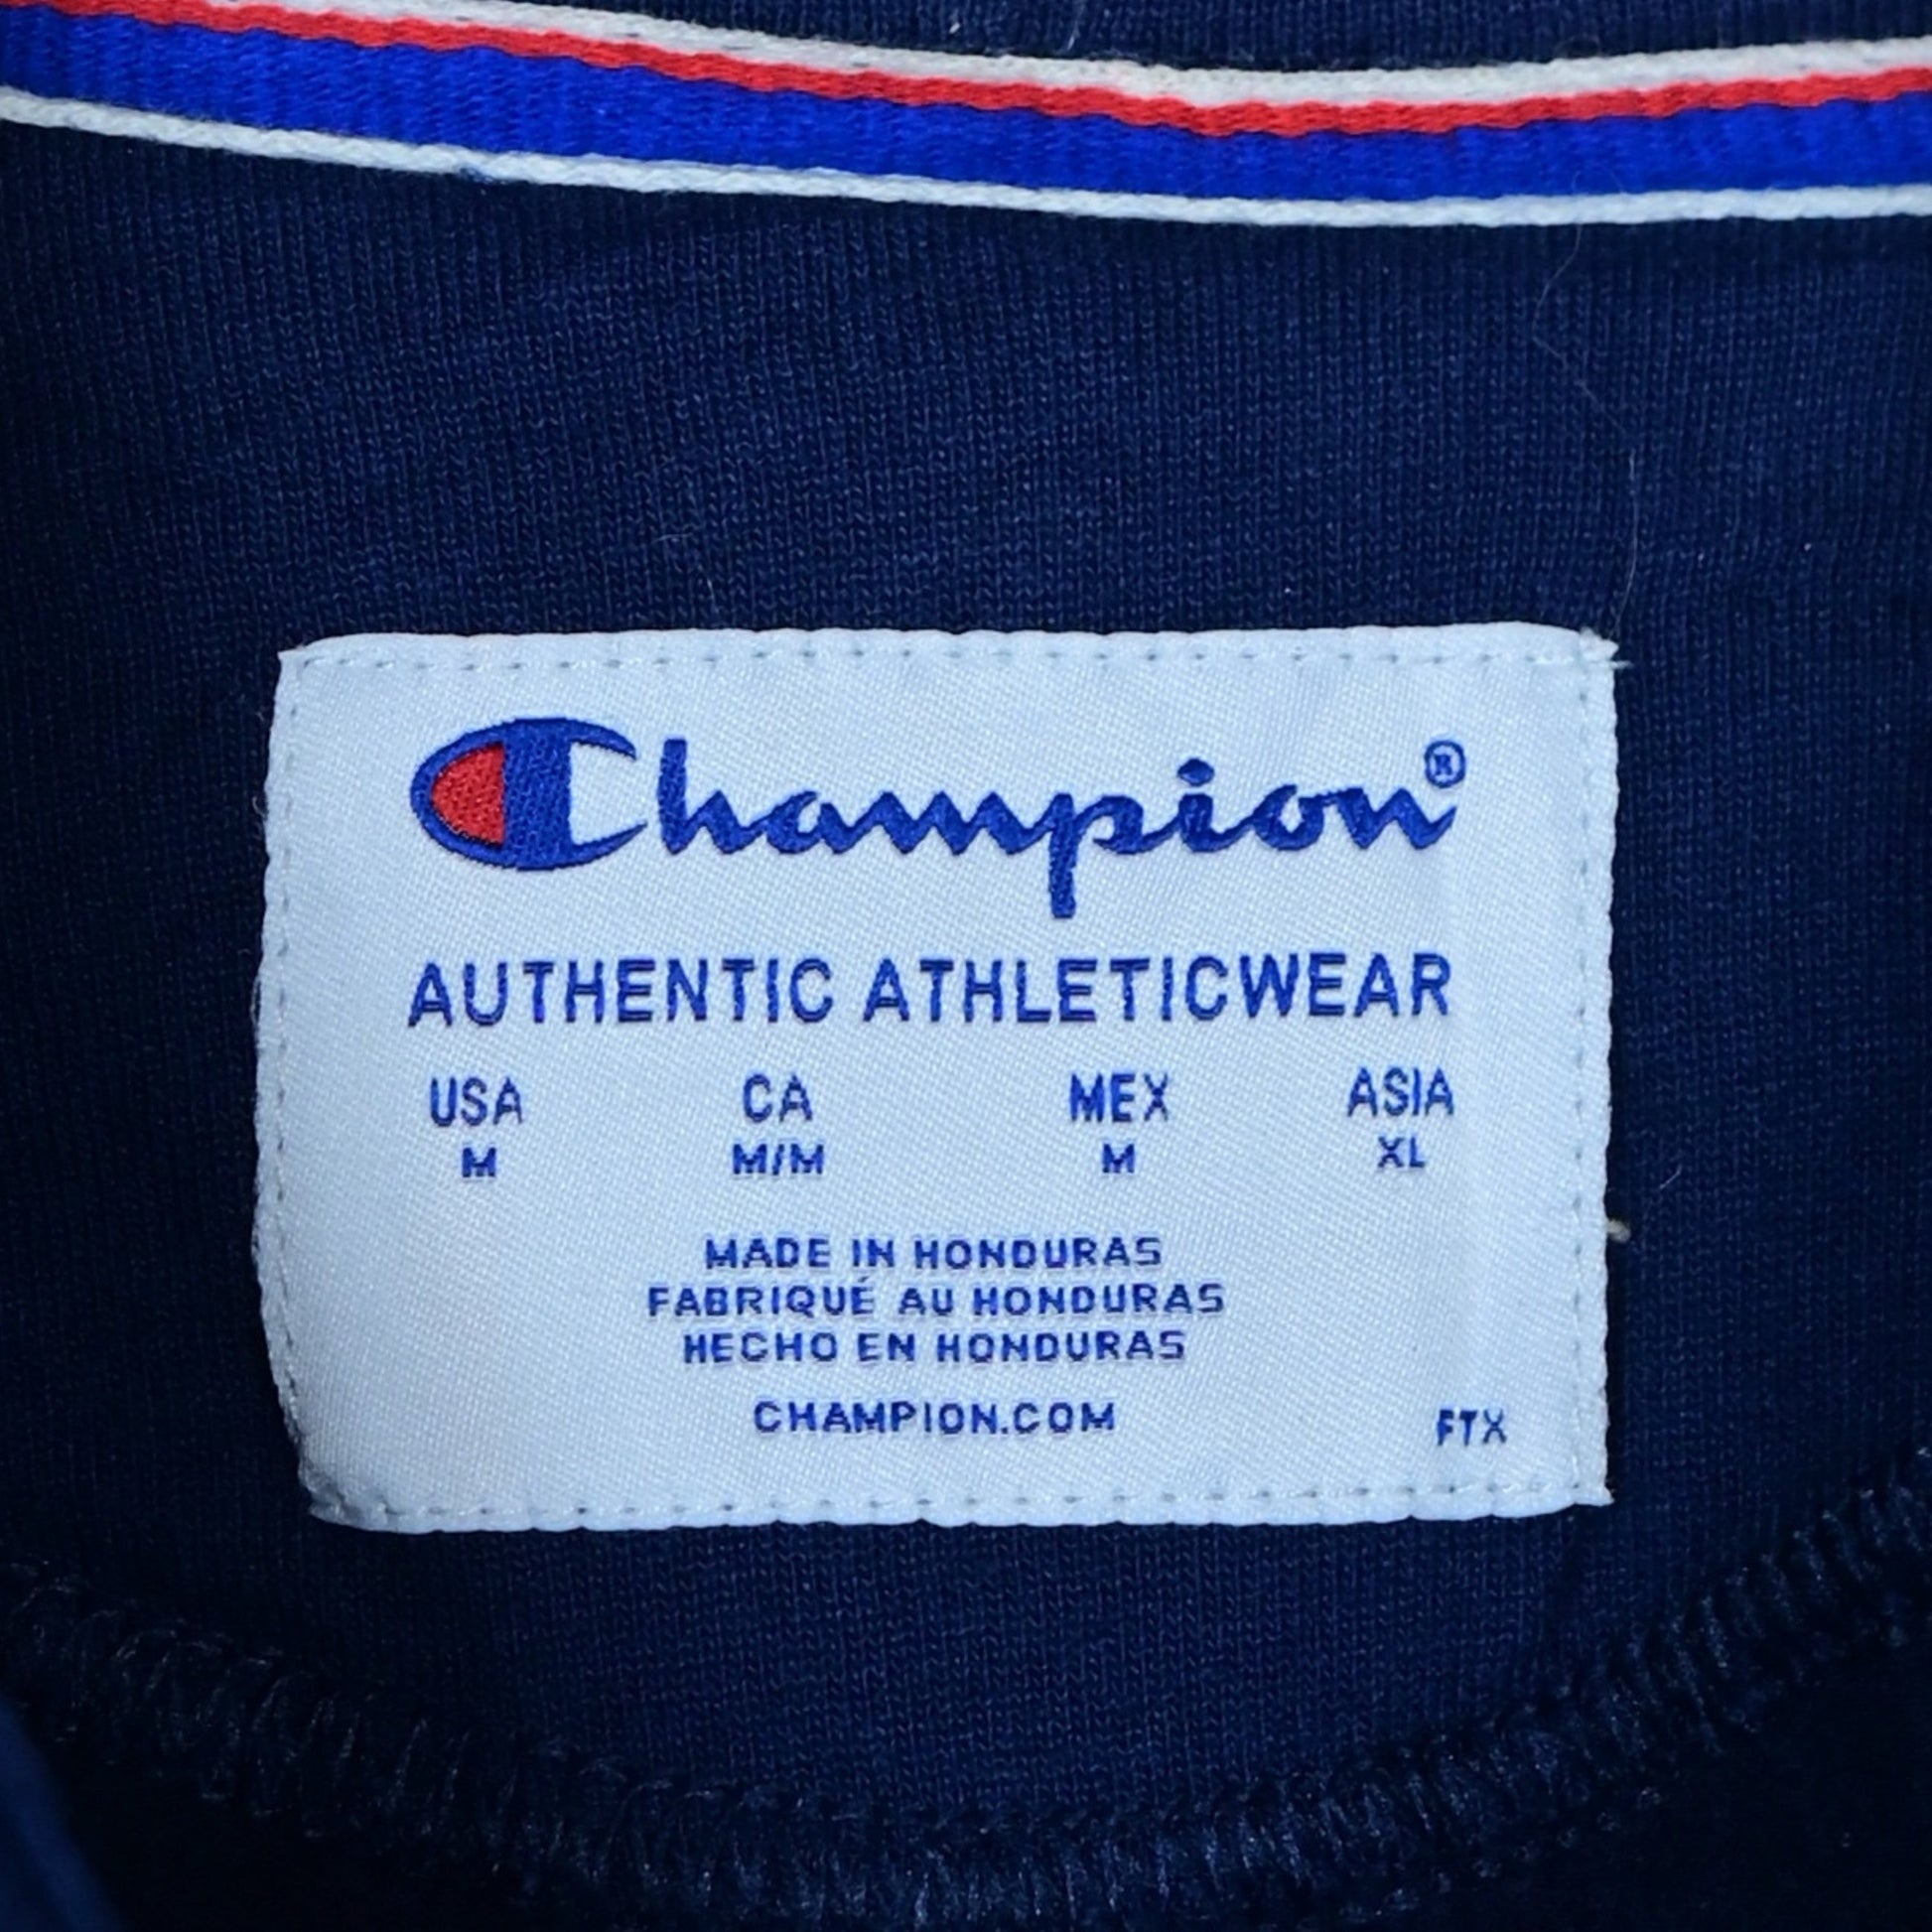 Champion®
AUTHENTIC ATHLETICWEAR
USA CA MEX ASIA
M M/M M XL
MADE IN HONDURAS
FABRIQUÉ AU HONDURAS
HECHO EN HONDURAS
CHAMPION.COM
FTX